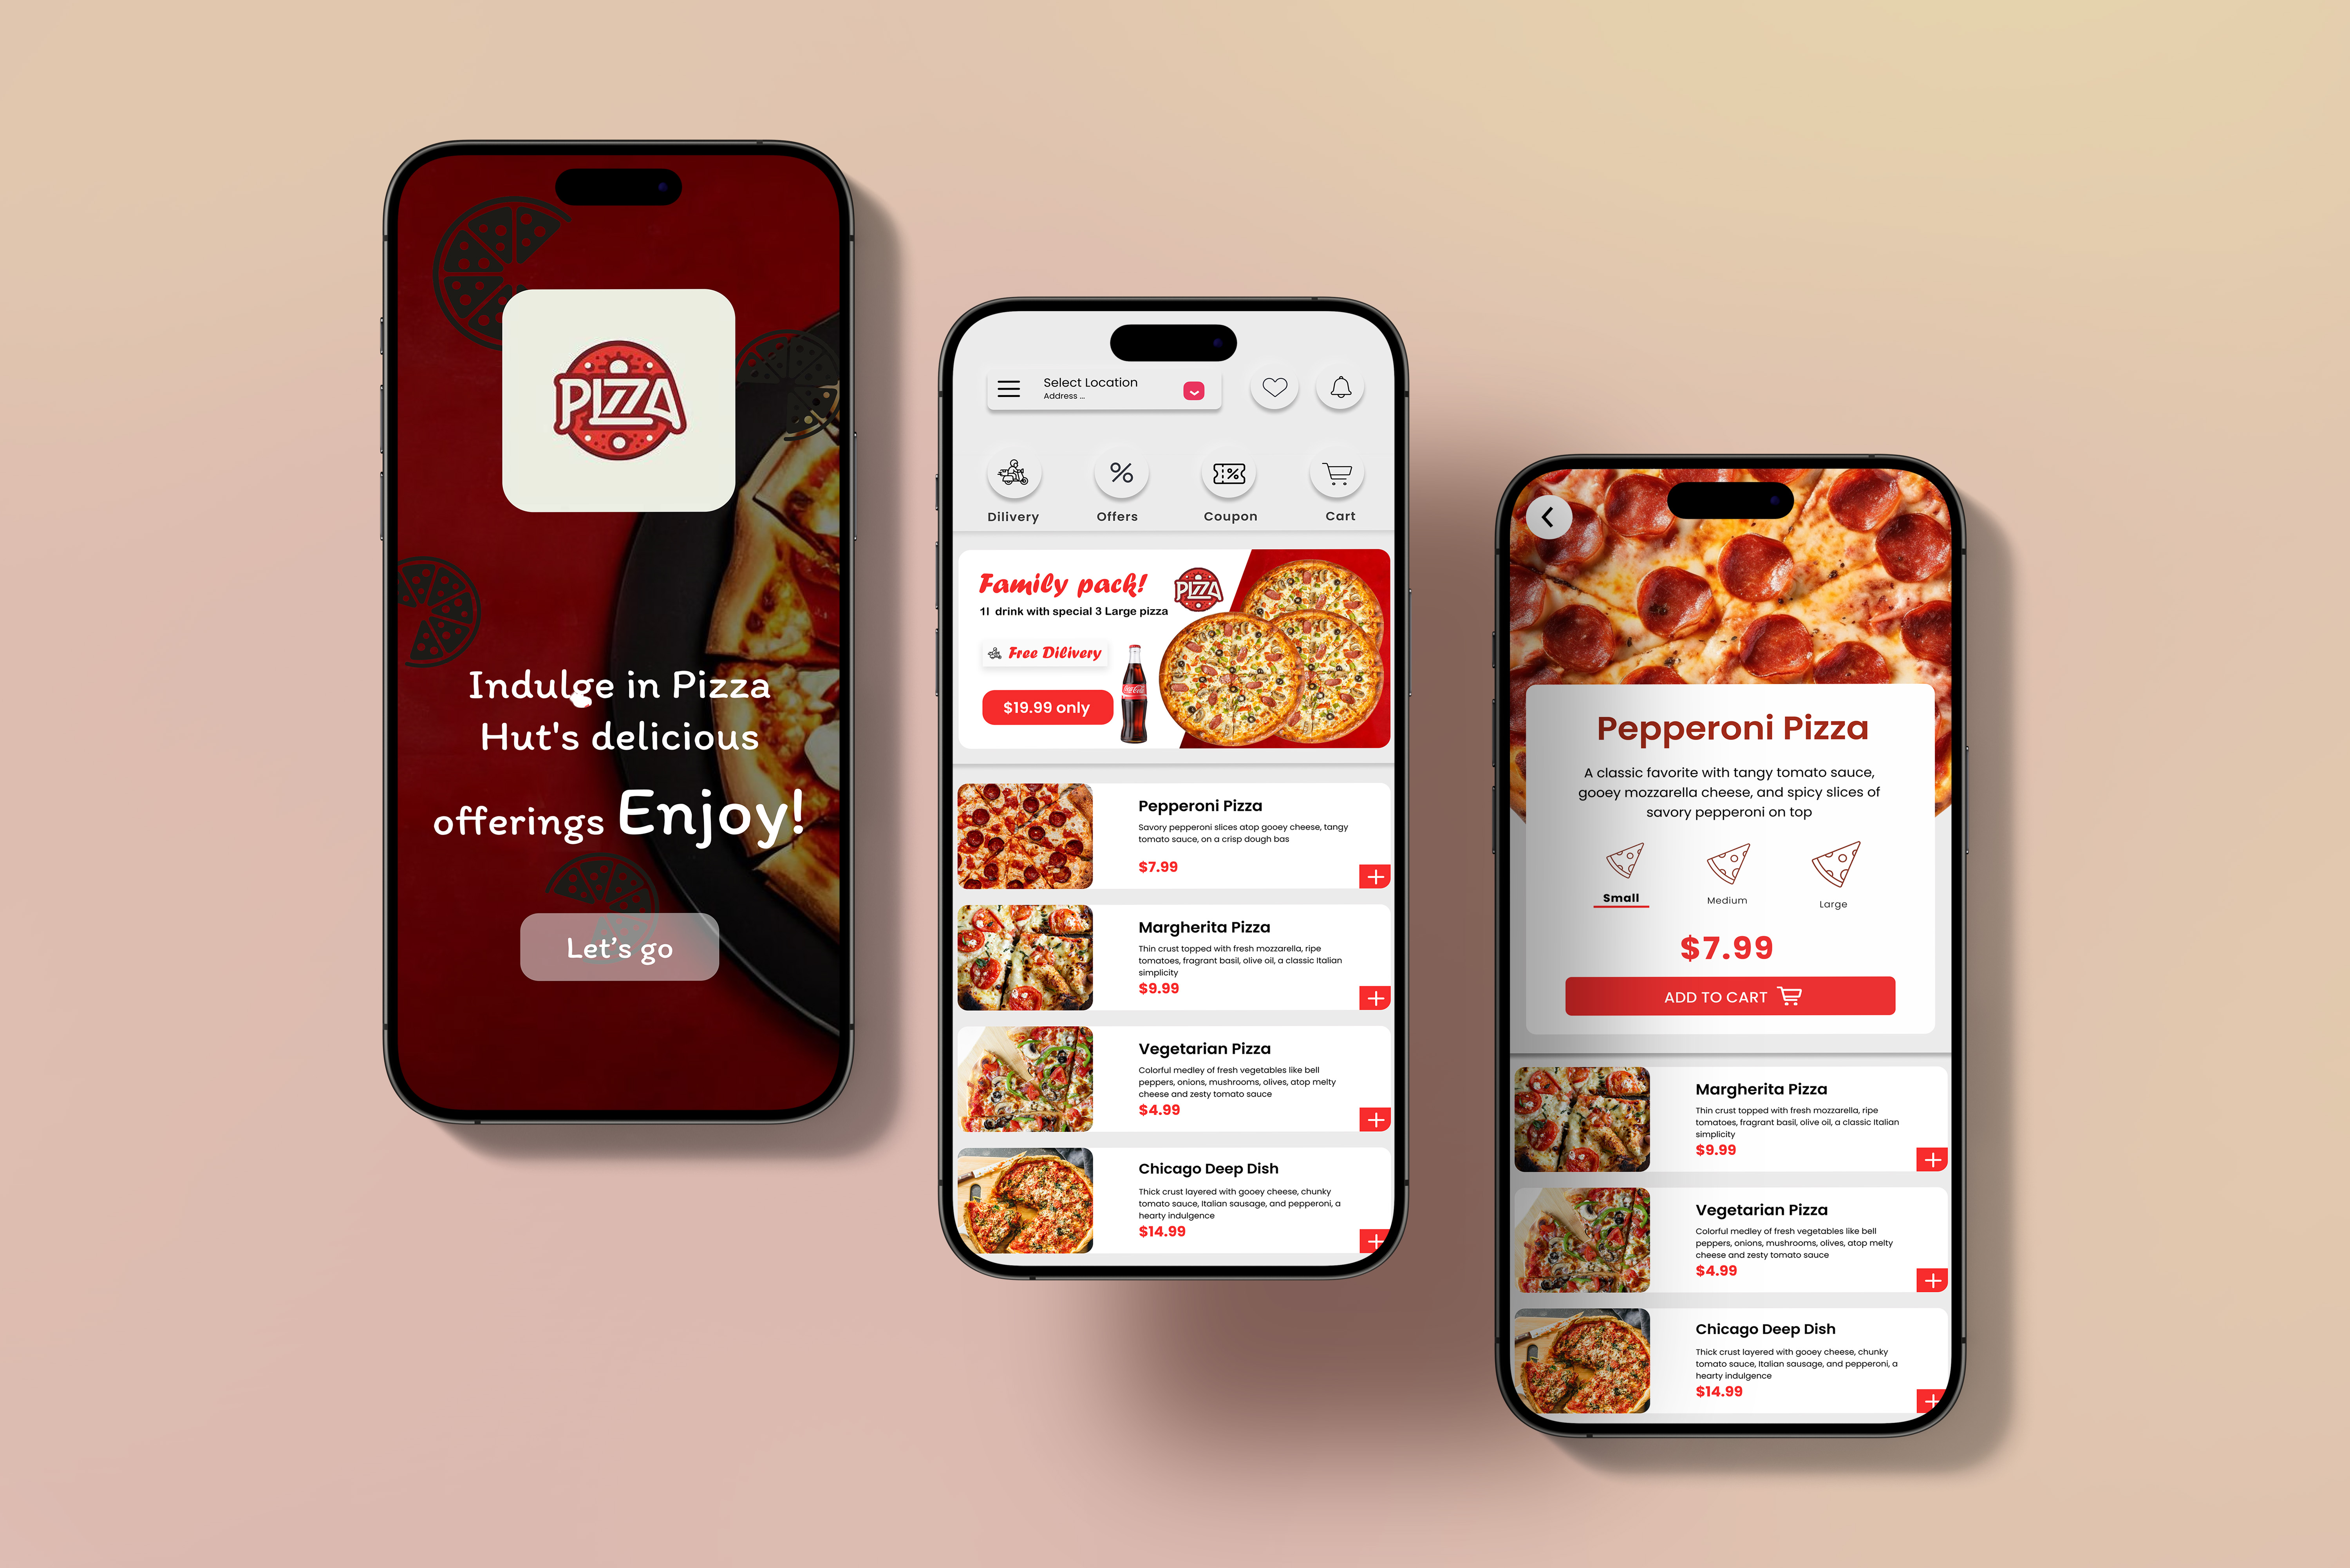 PIZZA
Indulge in Pizza
Hut's delicious
offerings Enjoy!
Let's go
Select Location
Address ...
Dilivery
Offers
Coupon
Cart
Family pack!
PIZZA
1l drink with special 3 Large pizza
Free Dilivery
Coca-Cola
$19.99 only
Pepperoni Pizza
Savory pepperoni slices atop gooey cheese, tangy
tomato sauce, on a crisp dough bas
$7.99
Margherita Pizza
Thin crust topped with fresh mozzarella, ripe
tomatoes, fragrant basil, olive oil, a classic Italian
simplicity
$9.99
Vegetarian Pizza
Colorful medley of fresh vegetables like bell
peppers, onions, mushrooms, olives, atop melty
cheese and zesty tomato sauce
$4.99
Chicago Deep Dish
Thick crust layered with gooey cheese, chunky
tomato sauce, Italian sausage, and pepperoni, a
hearty indulgence
$14.99
Pepperoni Pizza
A classic favorite with tangy tomato sauce,
gooey mozzarella cheese, and spicy slices of
savory pepperoni on top
Small
Medium
Large
$7.99
ADD TO CART
Margherita Pizza
Thin crust topped with fresh mozzarella, ripe
tomatoes, fragrant basil, olive oil, a classic Italian
simplicity
$9.99
Vegetarian Pizza
Colorful medley of fresh vegetables like bell
peppers, onions, mushrooms, olives, atop melty
cheese and zesty tomato sauce
$4.99
Chicago Deep Dish
Thick crust layered with gooey cheese, chunky
tomato sauce, Italian sausage, and pepperoni, a
hearty indulgence
$14.99